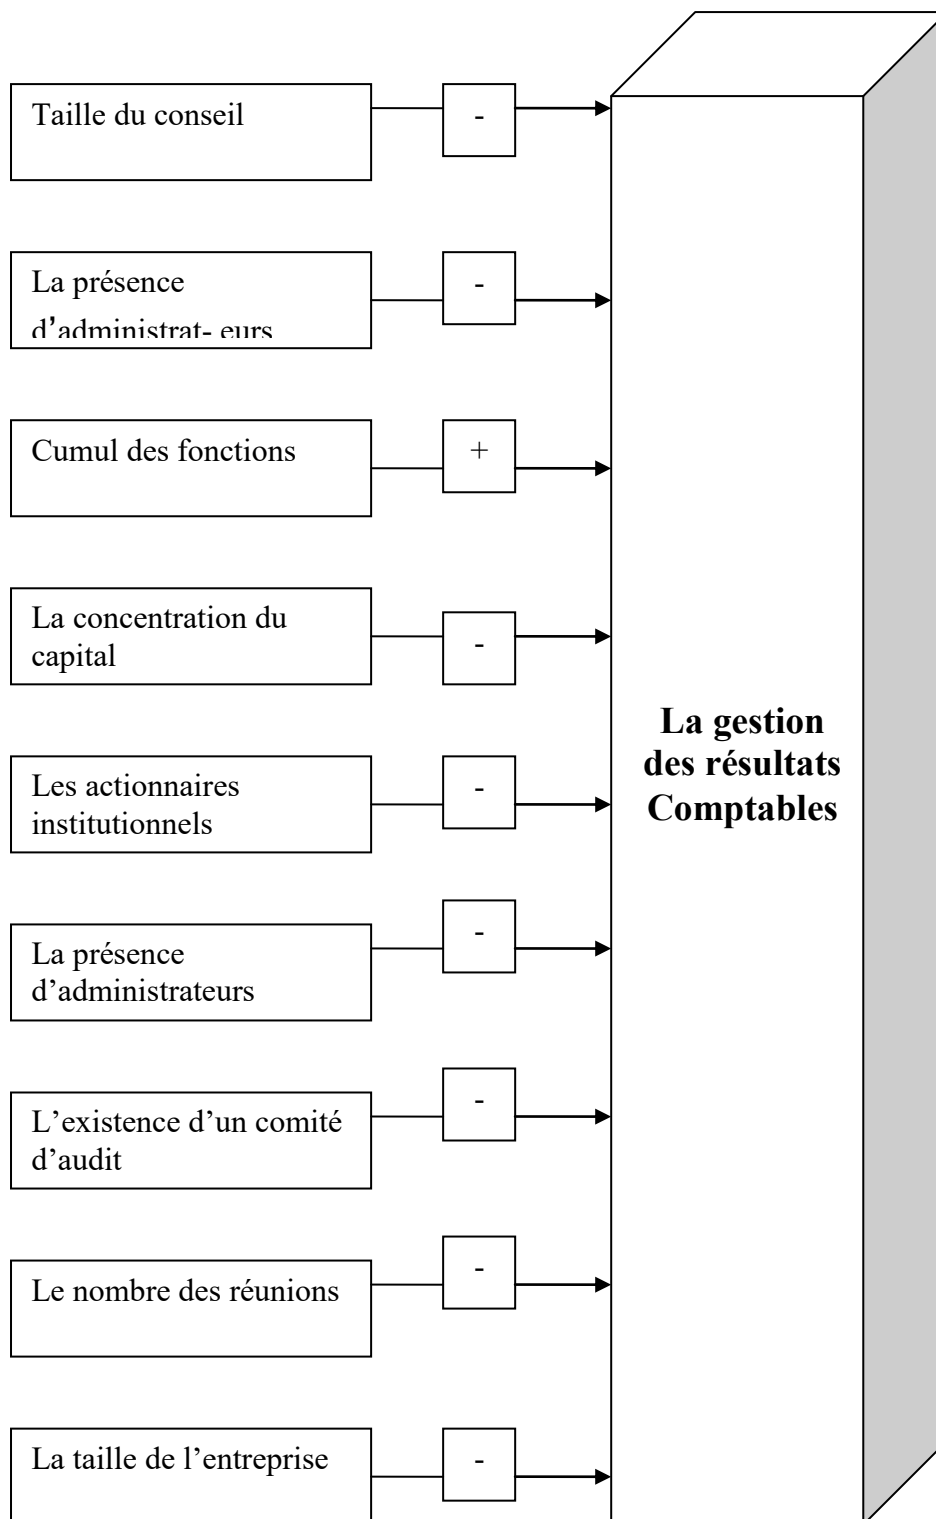 Taille du conseil
-
La présence
d’administrat- eurs
-
Cumul des fonctions
+
La concentration du
capital
-
Les actionnaires
institutionnels
-
La présence
d’administrateurs
-
L’existence d’un comité
d’audit
-
Le nombre des réunions
-
La taille de l’entreprise
-
La gestion
des résultats
Comptables